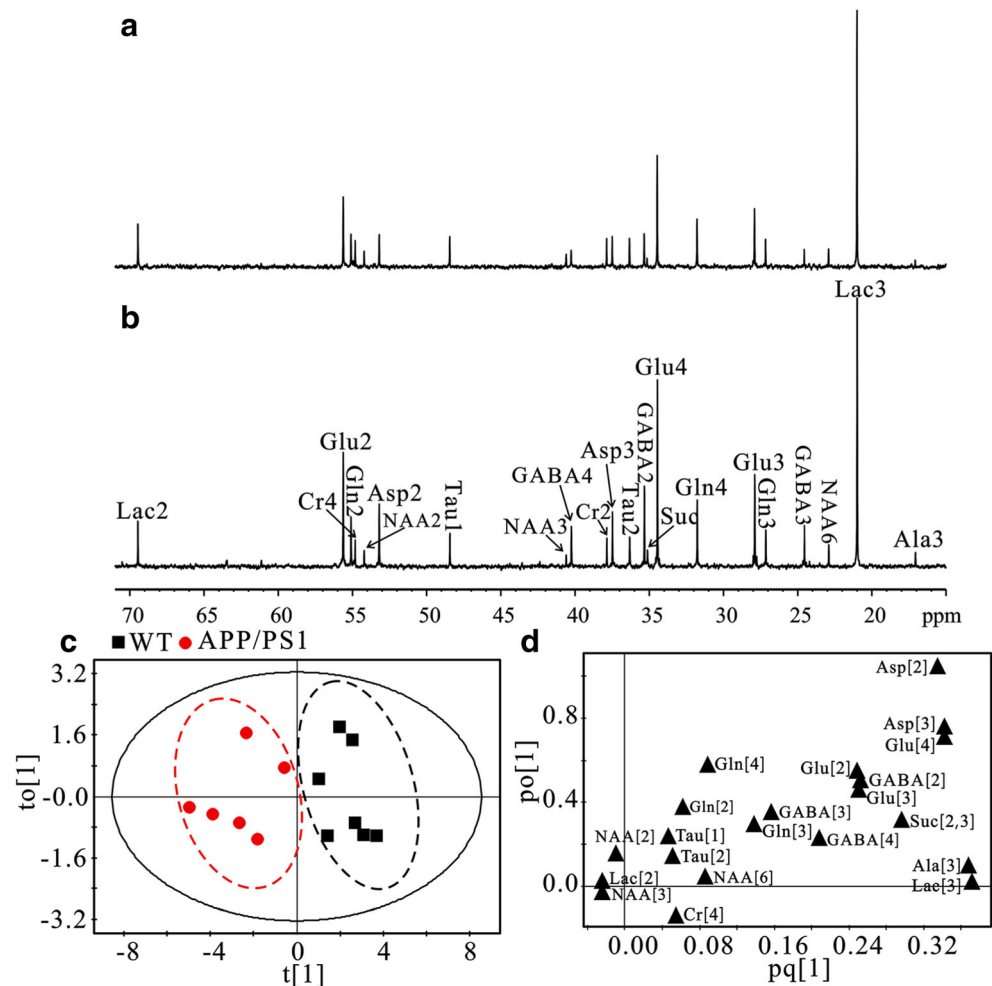 a
b
Lac3
Glu4
GABA2
Asp3
Glu2
GABA4
Glu3
GABA3
NAA6
Gln2
Cr4
Asp2
Tau1
Cr2
Tau2
Gln4
Gln3
Suc
Lac2
NAA2
NAA3
Ala3
70 65 60 55 50 45 40 35 30 25 20 ppm
c ■WT ● APP/PS1
d
to[1]
3.2
1.6
-0.0
-1.6
-3.2
-8 -4 0 4 8
t[1]
po[1]
0.8
0.4
0.0
Asp[2]
Asp[3]
Glu[4]
Gln[4]
Glu[2]
GABA[2]
Glu[3]
Gln[2]
GABA[3]
Suc[2,3]
Gln[3]
NAA[2]
Tau[1]
GABA[4]
Tau[2]
Ala[3]
Lac[2]
NAA[6]
Lac[3]
NAA[3]
Cr[4]
0.00 0.08 0.16 0.24 0.32
pq[1]